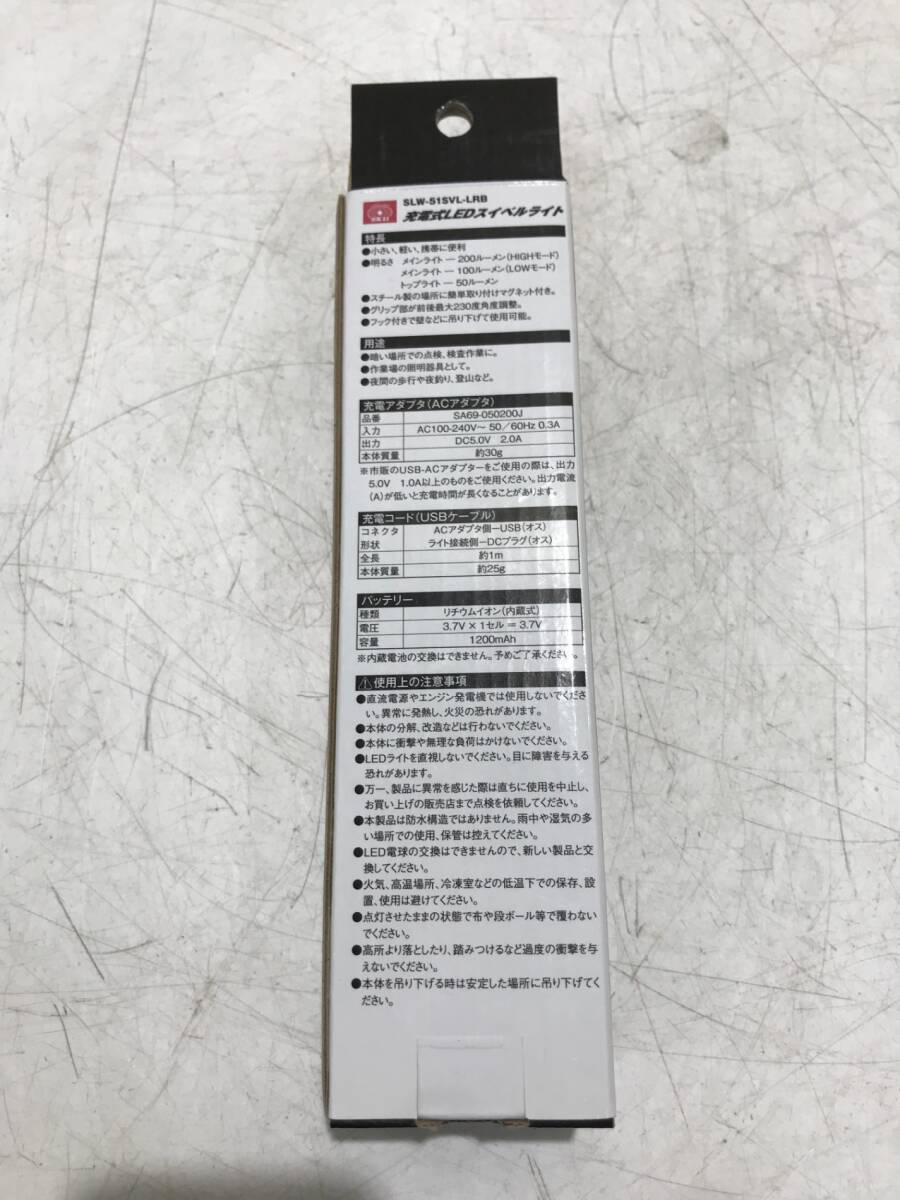 SK11
SLW-51SVL-LRB
充電式LEDスイベルライト
特長
●小さい、軽い、携帯に便利
●明るさ メインライト ― 200ルーメン(HIGHモード)
メインライト ― 100ルーメン(LOWモード)
トップライト ― 50ルーメン
●スチール製の場所に簡単取り付けマグネット付き。
●グリップ部が前後最大230度角度調整。
●フック付きで壁などに吊り下げて使用可能。
用途
●暗い場所での点検、検査作業に。
●作業場の照明器具として。
●夜間の歩行や夜釣り、登山など。
充電アダプタ(ACアダプタ)
品番 SA69-050200J
入力 AC100-240V～ 50／60Hz 0.3A
出力 DC5.0V 2.0A
本体質量 約30g
※市販のUSB-ACアダプターをご使用の際は、出力
5.0V 1.0A以上のものをご使用ください。出力電流
(A)が低いと充電時間が長くなることがあります。
充電コード(USBケーブル)
コネクタ ACアダプタ側―USB(オス)
形状 ライト接続側―DCプラグ(オス)
全長 約1m
本体質量 約25g
バッテリー
種類 リチウムイオン(内蔵式)
電圧 3.7V × 1セル = 3.7V
容量 1200mAh
※内蔵電池の交換はできません。予めご了承ください。
⚠使用上の注意事項
●直流電源やエンジン発電機では使用しないでくださ
い。異常に発熱し、火災の恐れがあります。
●本体の分解、改造などは行わないでください。
●本体に衝撃や無理な負荷はかけないでください。
●LEDライトを直視しないでください。目に障害を与える
恐れがあります。
●万一、製品に異常を感じた際は直ちに使用を中止し、
お買い上げの販売店まで点検を依頼してください。
●本製品は防水構造ではありません。雨中や湿気の多
い場所での使用、保管は控えてください。
●LED電球の交換はできませんので、新しい製品と交
換してください。
●火気、高温場所、冷凍室などの低温下での保存、設
置、使用は避けてください。
●点灯させたままの状態で布や段ボール等で覆わない
でください。
●高所より落としたり、踏みつけるなど過度の衝撃を与
えないでください。
●本体を吊り下げる時は安定した場所に吊り下げてく
ださい。